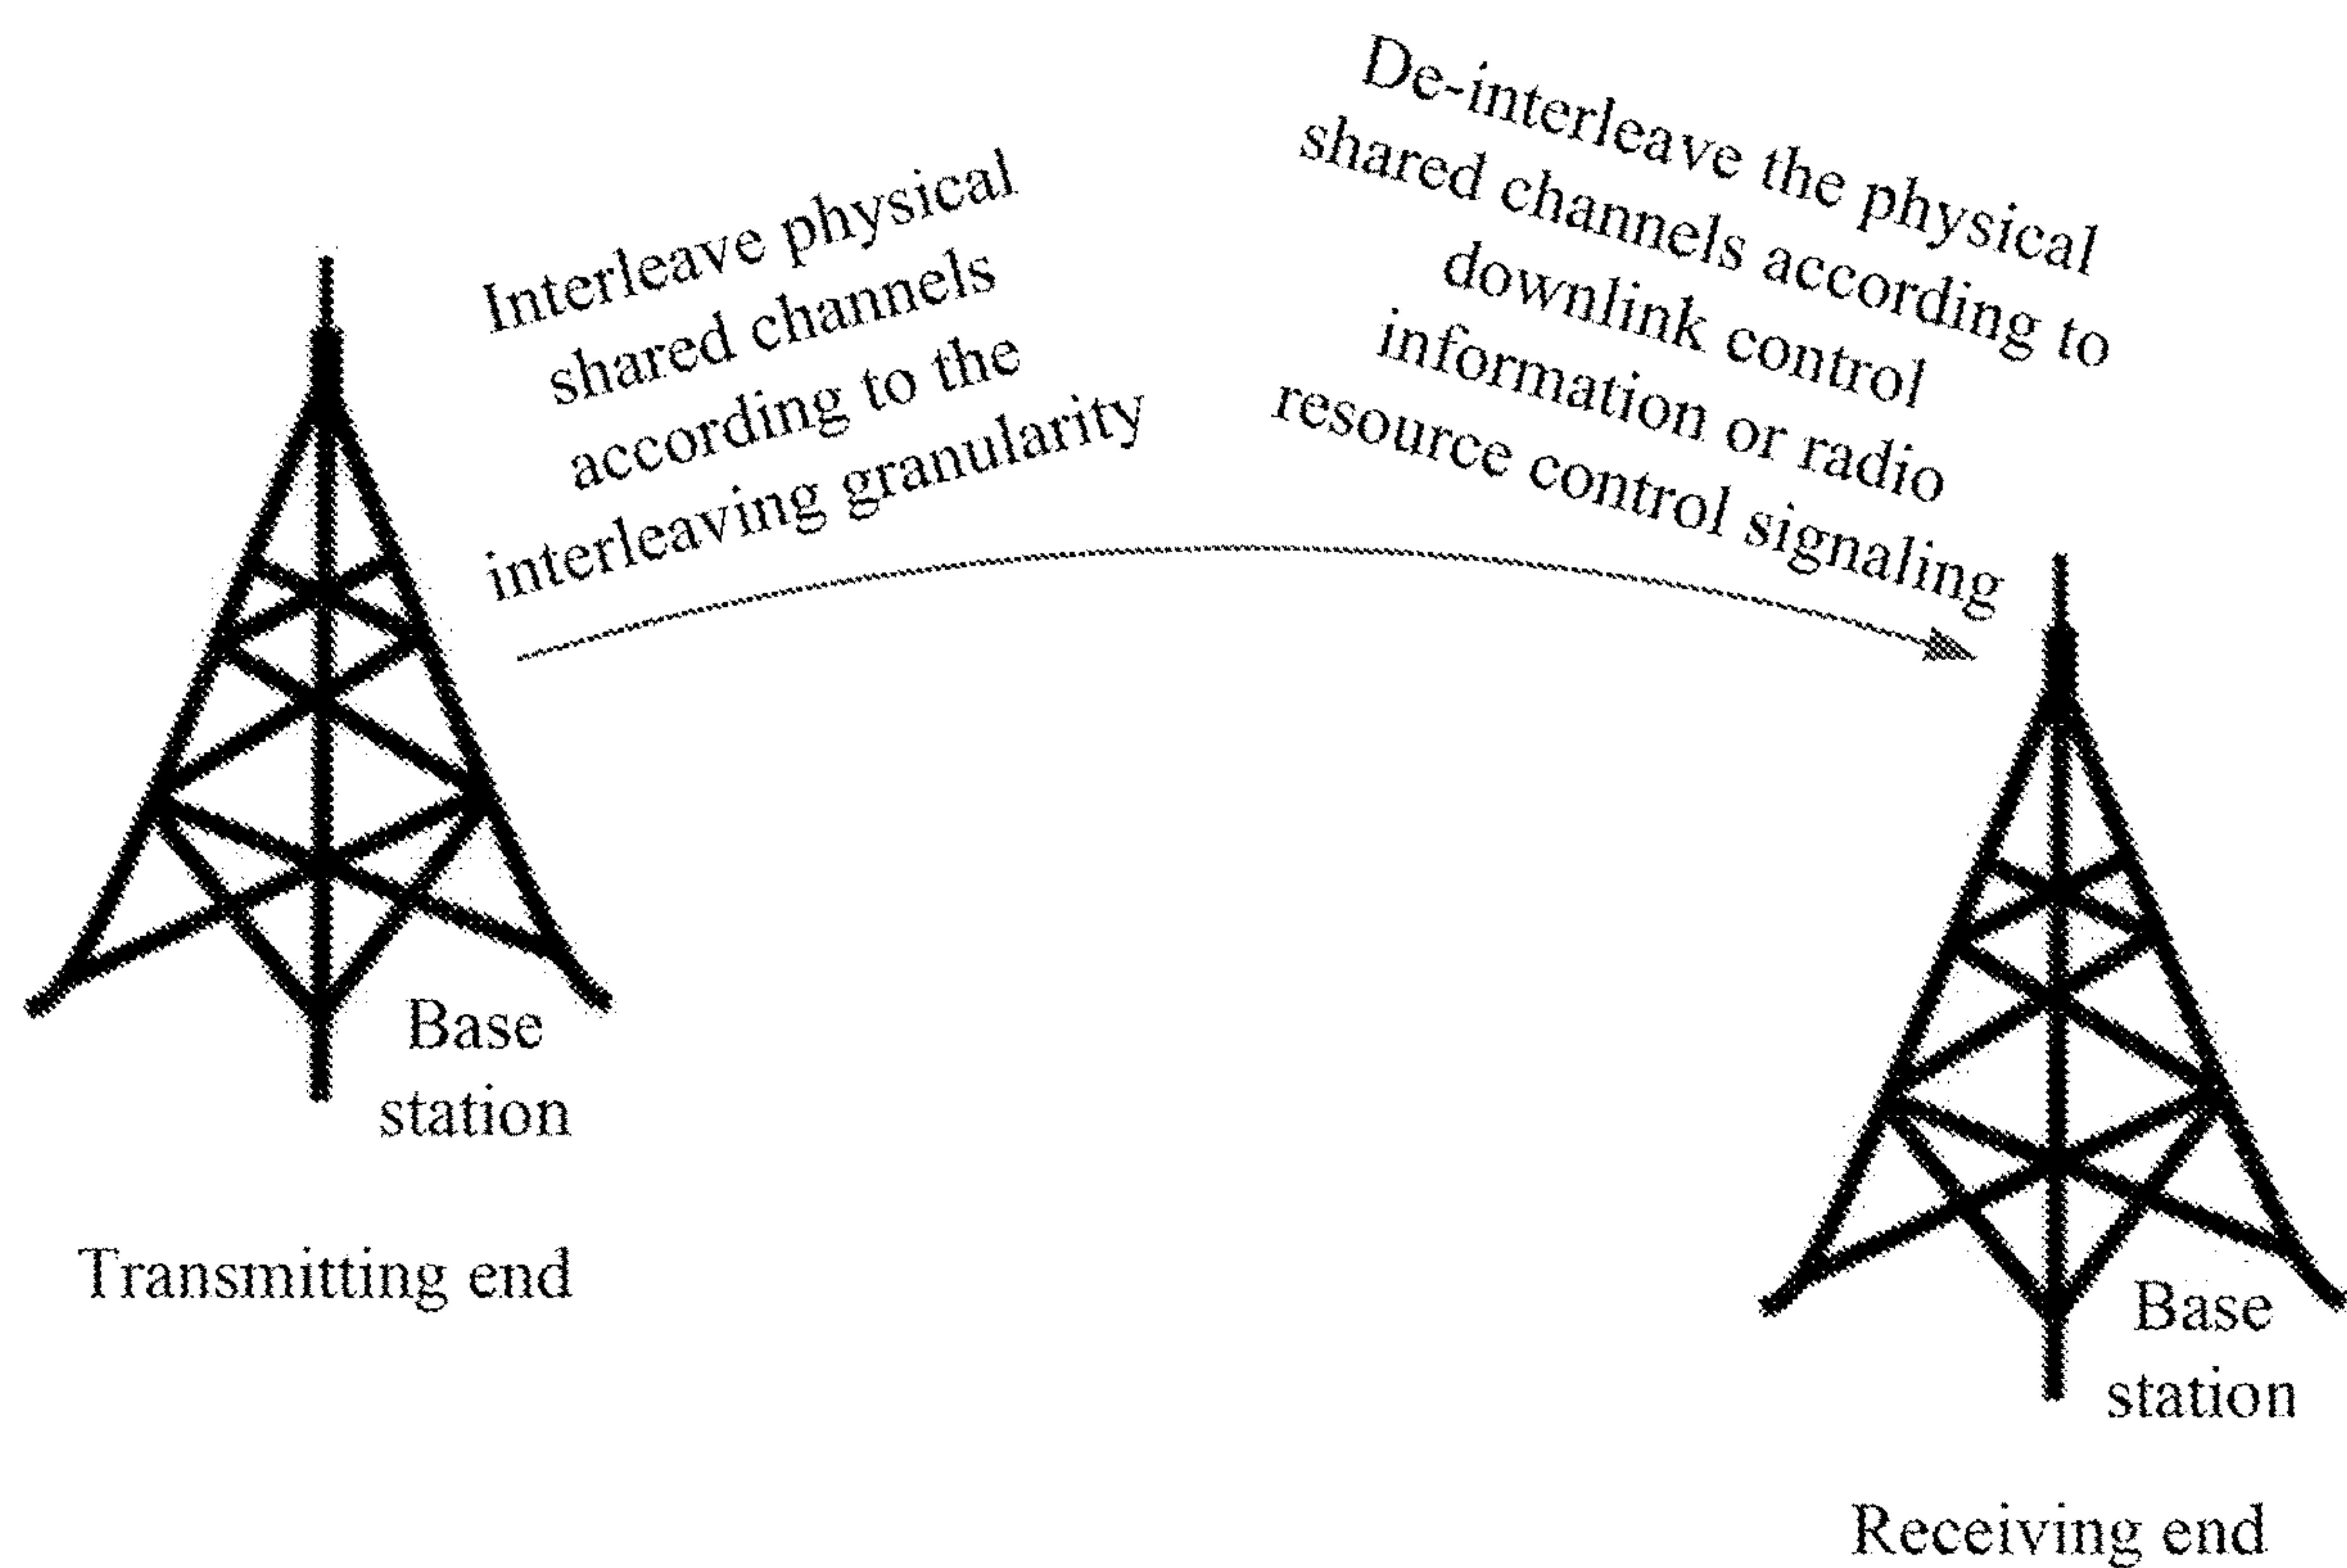 Interleave physical
shared channels
according to the
interleaving granularity
De-interleave the physical
shared channels according to
downlink control
information or radio
resource control signaling
Base
station
Transmitting end
Base
station
Receiving end